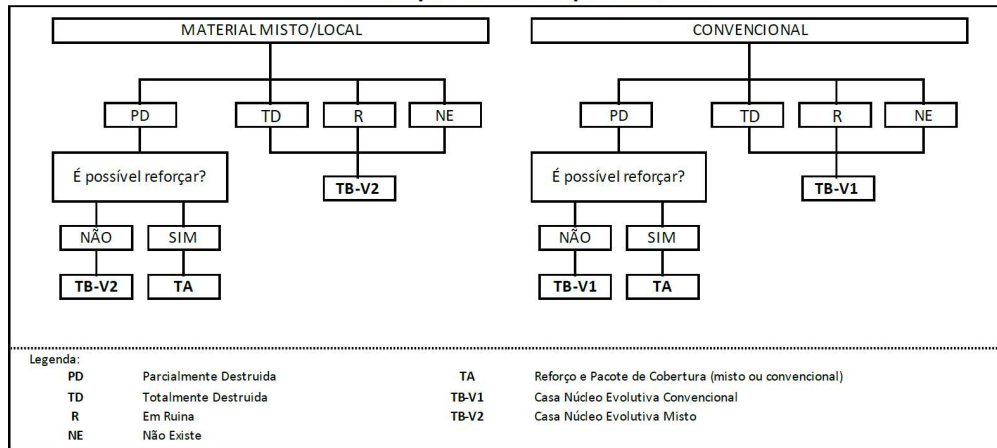 MATERIAL MISTO/LOCAL
PD TD R NE
É possível reforçar?
TB-V2
NÃO SIM
TB-V2 TA
CONVENCIONAL
PD TD R NE
É possível reforçar?
TB-V1
NÃO SIM
TB-V1 TA
Legenda:
PD Parcialmente Destruida
TD Totalmente Destruida
R Em Ruina
NE Não Existe
TA Reforço e Pacote de Cobertura (misto ou convencional)
TB-V1 Casa Núcleo Evolutiva Convencional
TB-V2 Casa Núcleo Evolutiva Misto